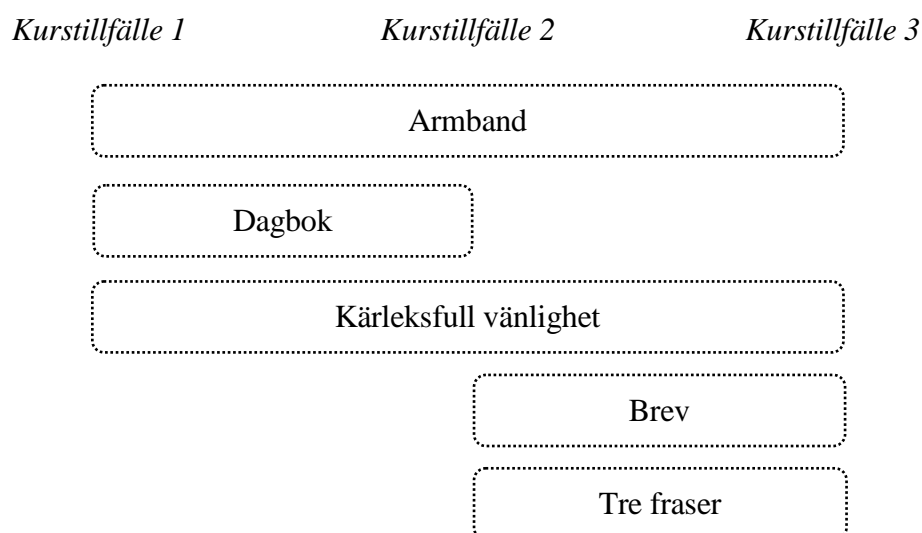 Kurstillfälle 1 Kurstillfälle 2 Kurstillfälle 3
Armband
Dagbok
Kärleksfull vänlighet
Brev
Tre fraser